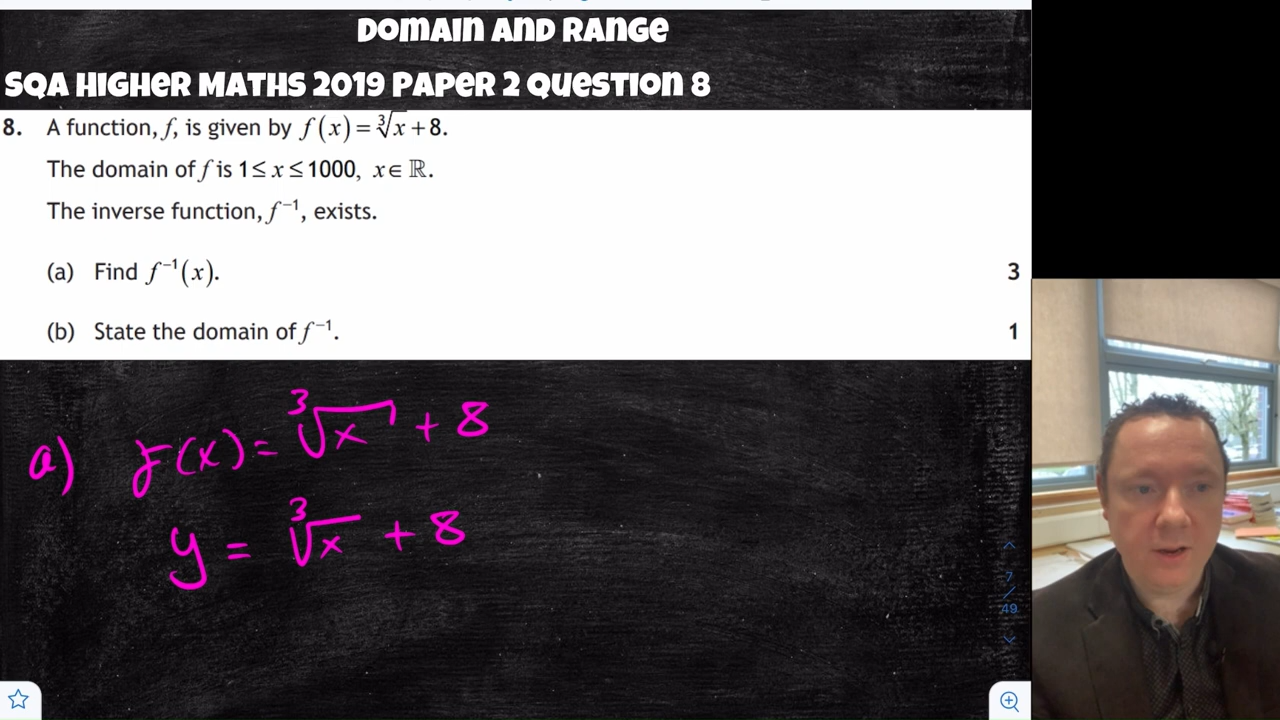 Domain and Range
SQA Higher Maths 2019 Paper 2 Question 8
8. A function, f, is given by f(x) = ∛x + 8.
The domain of f is 1 ≤ x ≤ 1000, x ∈ ℝ.
The inverse function, f⁻¹, exists.
(a) Find f⁻¹(x). 3
(b) State the domain of f⁻¹. 1
a) f(x) = ∛x + 8
y = ∛x + 8
7
/
49